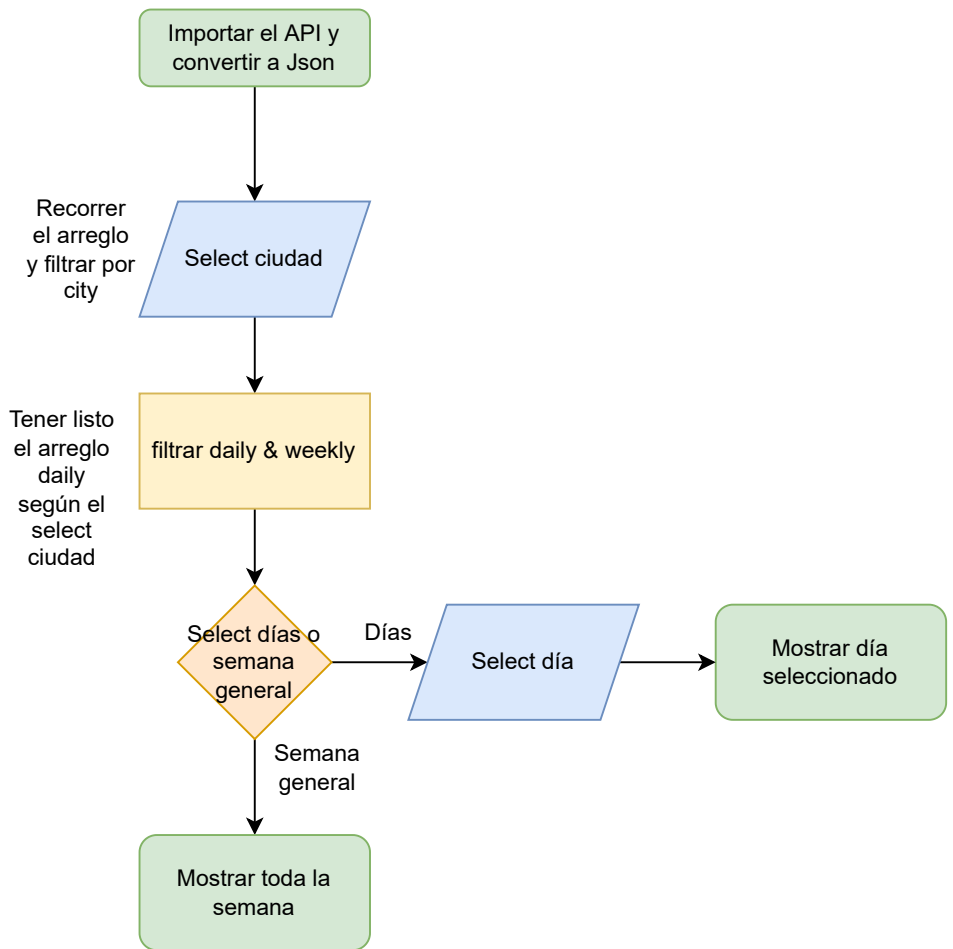 Importar el API y
convertir a Json
Recorrer
el arreglo
y filtrar por
city
Select ciudad
Tener listo
el arreglo
daily
según el
select
ciudad
filtrar daily & weekly
Select días o
semana
general
Días
Select día
Mostrar día
seleccionado
Semana
general
Mostrar toda la
semana